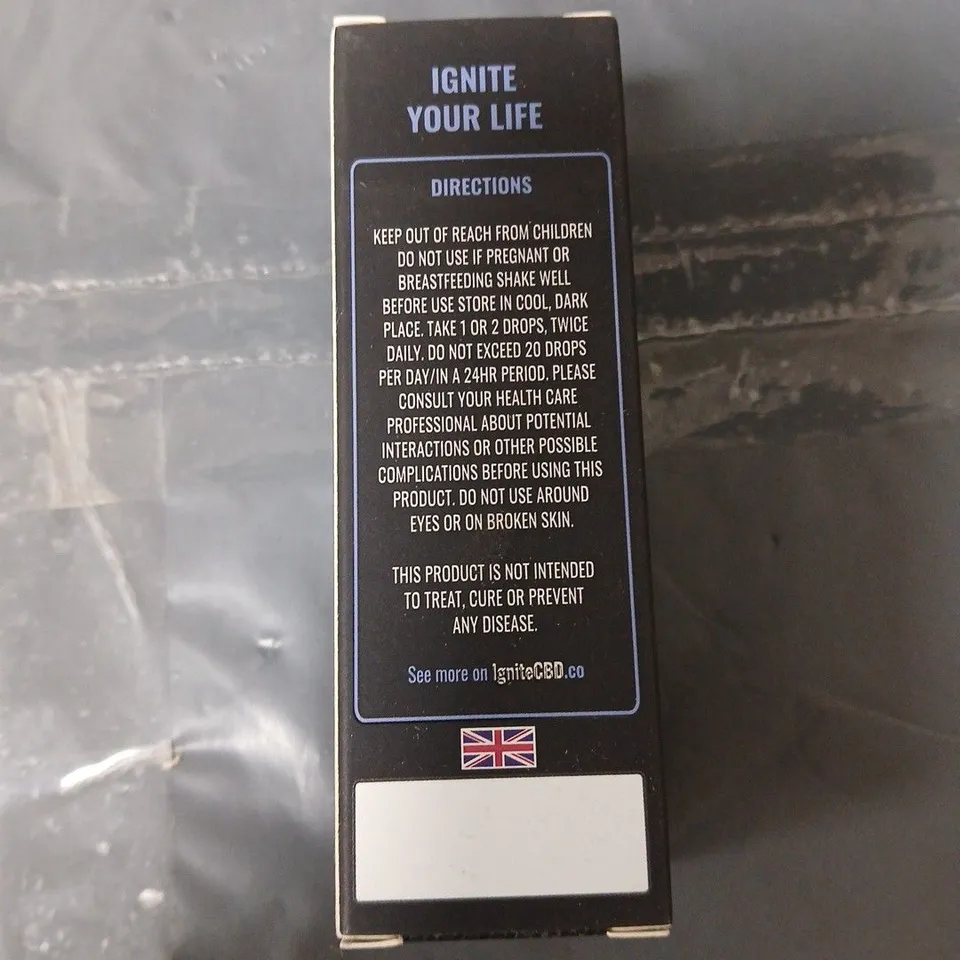 IGNITE
YOUR LIFE
DIRECTIONS
KEEP OUT OF REACH FROM CHILDREN
DO NOT USE IF PREGNANT OR
BREASTFEEDING SHAKE WELL
BEFORE USE STORE IN COOL, DARK
PLACE. TAKE 1 OR 2 DROPS, TWICE
DAILY. DO NOT EXCEED 20 DROPS
PER DAY/IN A 24HR PERIOD. PLEASE
CONSULT YOUR HEALTH CARE
PROFESSIONAL ABOUT POTENTIAL
INTERACTIONS OR OTHER POSSIBLE
COMPLICATIONS BEFORE USING THIS
PRODUCT. DO NOT USE AROUND
EYES OR ON BROKEN SKIN.
THIS PRODUCT IS NOT INTENDED
TO TREAT, CURE OR PREVENT
ANY DISEASE.
See more on IgniteCBD.co